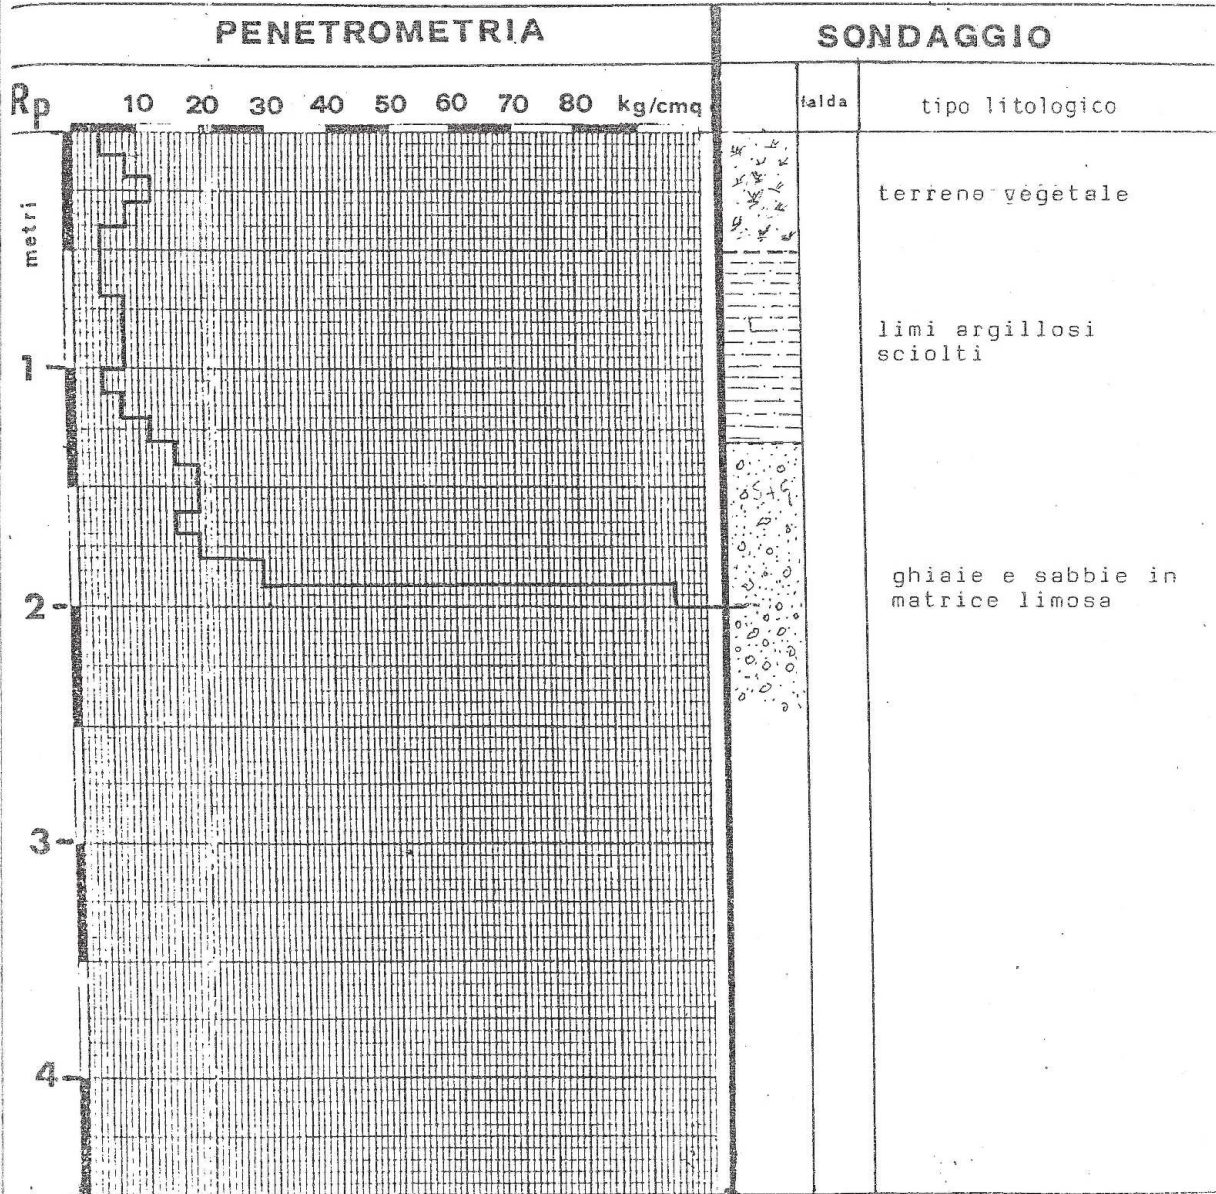 PENETROMETRIA
SONDAGGIO
Rp 10 20 30 40 50 60 70 80 kg/cmq
falda
tipo litologico
metri
terreno vegetale
limi argillosi
sciolti
1
S+G
ghiaie e sabbie in
matrice limosa
2
3
4